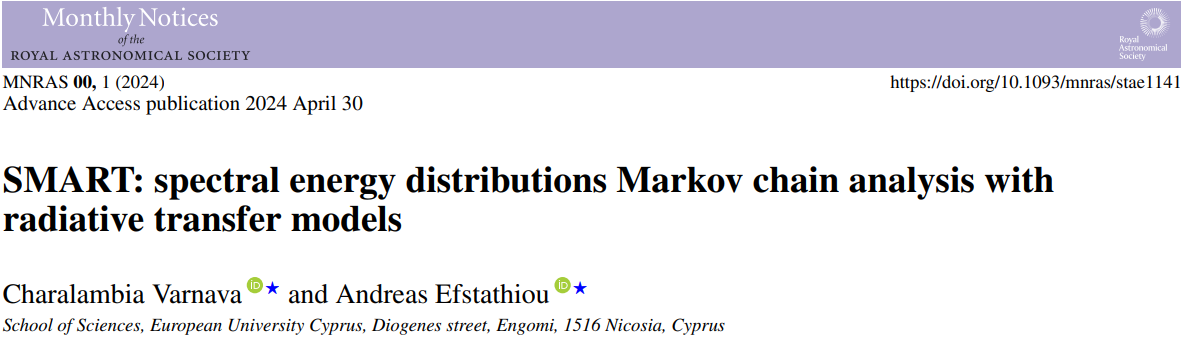 Monthly Notices
of the
ROYAL ASTRONOMICAL SOCIETY
Royal
Astronomical
Society
MNRAS 00, 1 (2024)
https://doi.org/10.1093/mnras/stae1141
Advance Access publication 2024 April 30
SMART: spectral energy distributions Markov chain analysis with
radiative transfer models
Charalambia Varnava iD ★ and Andreas Efstathiou iD ★
School of Sciences, European University Cyprus, Diogenes street, Engomi, 1516 Nicosia, Cyprus